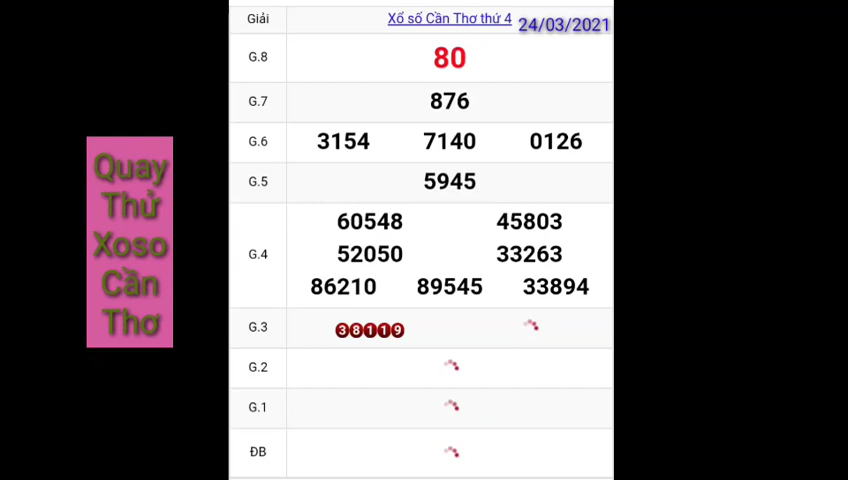 Giải Xổ số Cần Thơ thứ 4 24/03/2021
G.8 80
G.7 876
G.6 3154 7140 0126
G.5 5945
G.4 60548 45803
52050 33263
86210 89545 33894
G.3 38119
G.2
G.1
ĐB
Quay
Thử
Xoso
Cần
Thơ